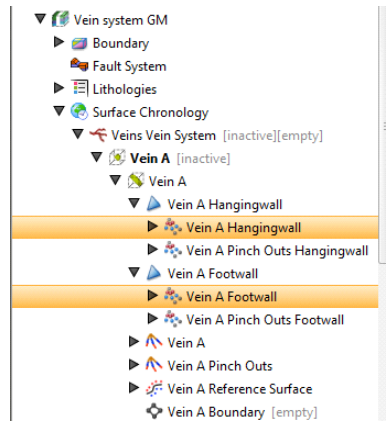 Vein system GM
Boundary
Fault System
Lithologies
Surface Chronology
Veins Vein System [inactive][empty]
Vein A [inactive]
Vein A
Vein A Hangingwall
Vein A Hangingwall
Vein A Pinch Outs Hangingwall
Vein A Footwall
Vein A Footwall
Vein A Pinch Outs Footwall
Vein A
Vein A Pinch Outs
Vein A Reference Surface
Vein A Boundary [empty]